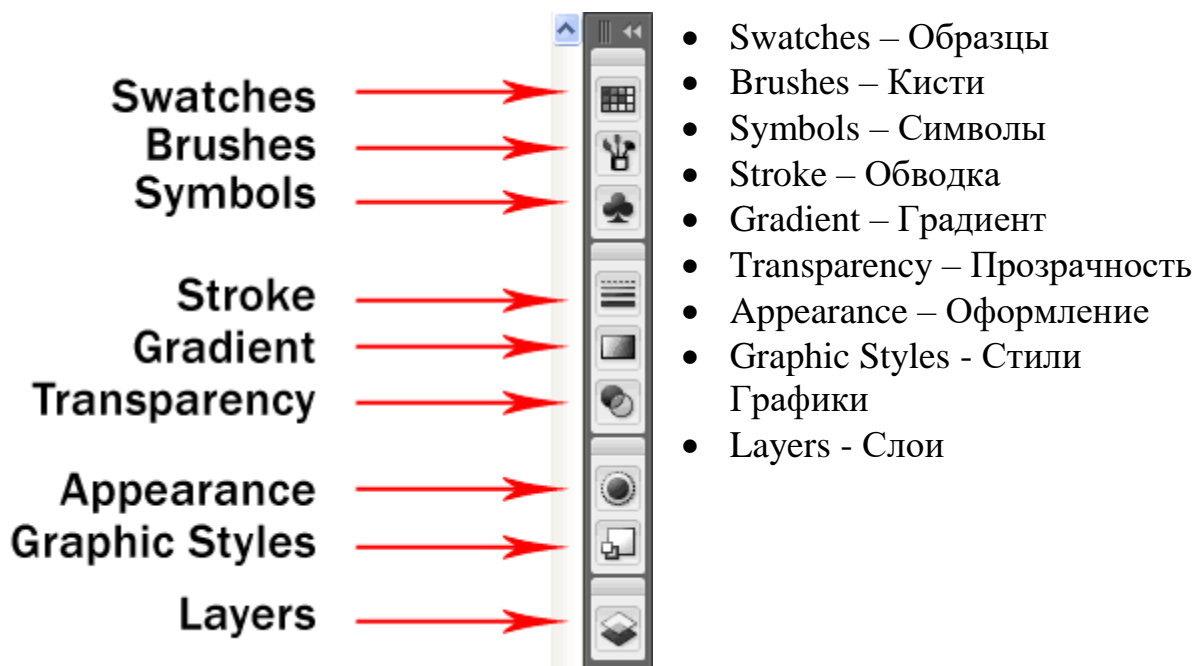 Swatches
Brushes
Symbols
Stroke
Gradient
Transparency
Appearance
Graphic Styles
Layers
• Swatches – Образцы
• Brushes – Кисти
• Symbols – Символы
• Stroke – Обводка
• Gradient – Градиент
• Transparency – Прозрачность
• Appearance – Оформление
• Graphic Styles - Стили
Графики
• Layers - Слои